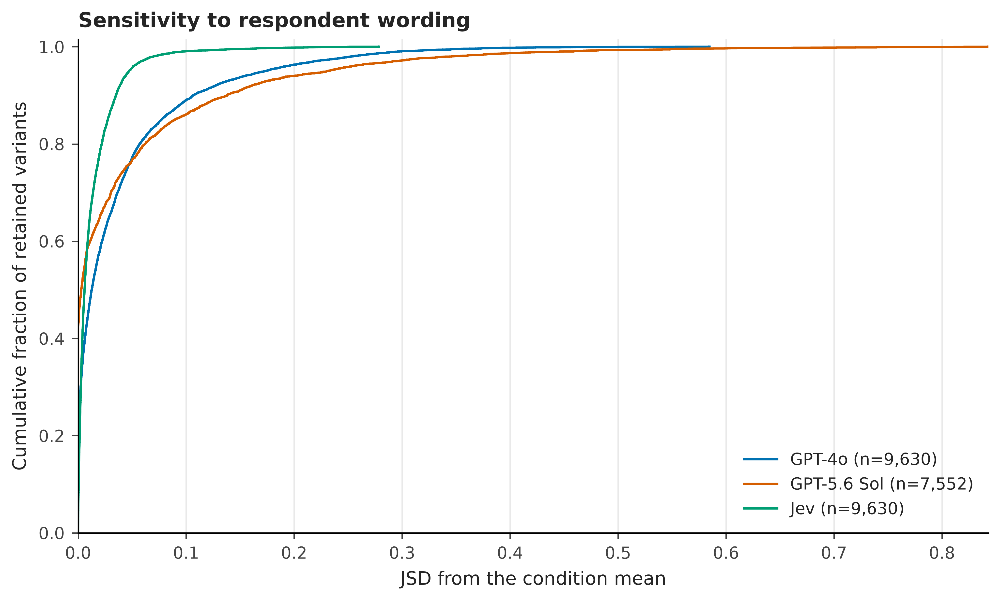 Sensitivity to respondent wording
Cumulative fraction of retained variants
1.0
0.8
0.6
0.4
0.2
0.0
0.0 0.1 0.2 0.3 0.4 0.5 0.6 0.7 0.8
JSD from the condition mean
GPT-4o (n=9,630)
GPT-5.6 Sol (n=7,552)
Jev (n=9,630)